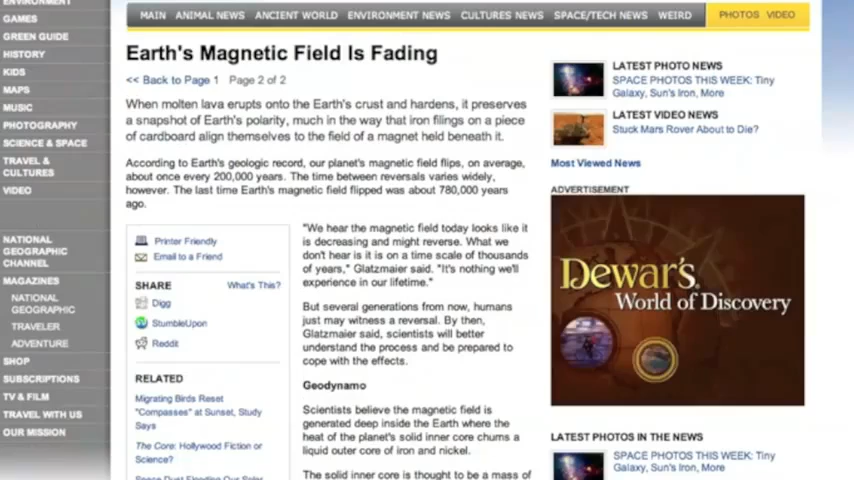 ENVIRONMENT
GAMES
GREEN GUIDE
HISTORY
KIDS
MAPS
MUSIC
PHOTOGRAPHY
SCIENCE & SPACE
TRAVEL &
CULTURES
VIDEO
NATIONAL
GEOGRAPHIC
CHANNEL
MAGAZINES
NATIONAL
GEOGRAPHIC
TRAVELER
ADVENTURE
SHOP
SUBSCRIPTIONS
TV & FILM
TRAVEL WITH US
OUR MISSION
MAIN ANIMAL NEWS ANCIENT WORLD ENVIRONMENT NEWS CULTURES NEWS SPACE/TECH NEWS WEIRD PHOTOS VIDEO
Earth's Magnetic Field Is Fading
<< Back to Page 1 Page 2 of 2
When molten lava erupts onto the Earth's crust and hardens, it preserves
a snapshot of Earth's polarity, much in the way that iron filings on a piece
of cardboard align themselves to the field of a magnet held beneath it.
According to Earth's geologic record, our planet's magnetic field flips, on average,
about once every 200,000 years. The time between reversals varies widely,
however. The last time Earth's magnetic field flipped was about 780,000 years
ago.
Printer Friendly
Email to a Friend
SHARE What's This?
Digg
StumbleUpon
Reddit
RELATED
Migrating Birds Reset
"Compasses" at Sunset, Study
Says
The Core: Hollywood Fiction or
Science?
Space Dust Flooding Our Solar
"We hear the magnetic field today looks like it
is decreasing and might reverse. What we
don't hear is it is on a time scale of thousands
of years," Glatzmaier said. "It's nothing we'll
experience in our lifetime."
But several generations from now, humans
just may witness a reversal. By then,
Glatzmaier said, scientists will better
understand the process and be prepared to
cope with the effects.
Geodynamo
Scientists believe the magnetic field is
generated deep inside the Earth where the
heat of the planet's solid inner core churns a
liquid outer core of iron and nickel.
The solid inner core is thought to be a mass of
LATEST PHOTO NEWS
SPACE PHOTOS THIS WEEK: Tiny
Galaxy, Sun's Iron, More
LATEST VIDEO NEWS
Stuck Mars Rover About to Die?
Most Viewed News
ADVERTISEMENT
Dewar's
World of Discovery
LATEST PHOTOS IN THE NEWS
SPACE PHOTOS THIS WEEK: Tiny
Galaxy, Sun's Iron, More